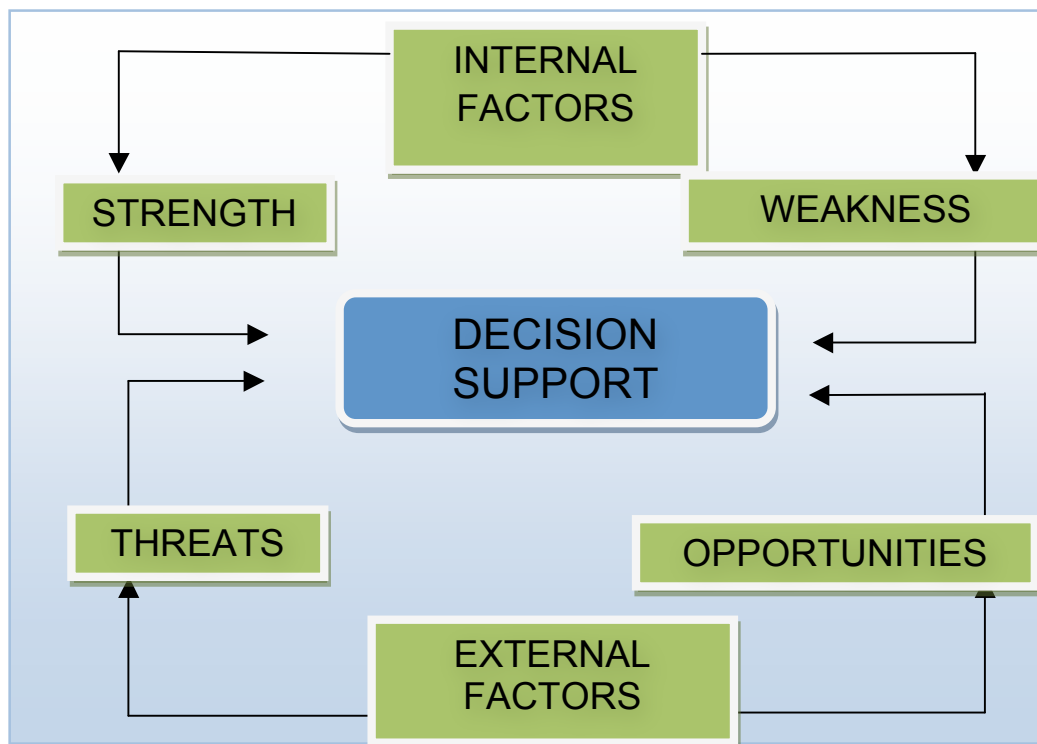 INTERNAL
FACTORS
STRENGTH
WEAKNESS
DECISION
SUPPORT
THREATS
OPPORTUNITIES
EXTERNAL
FACTORS